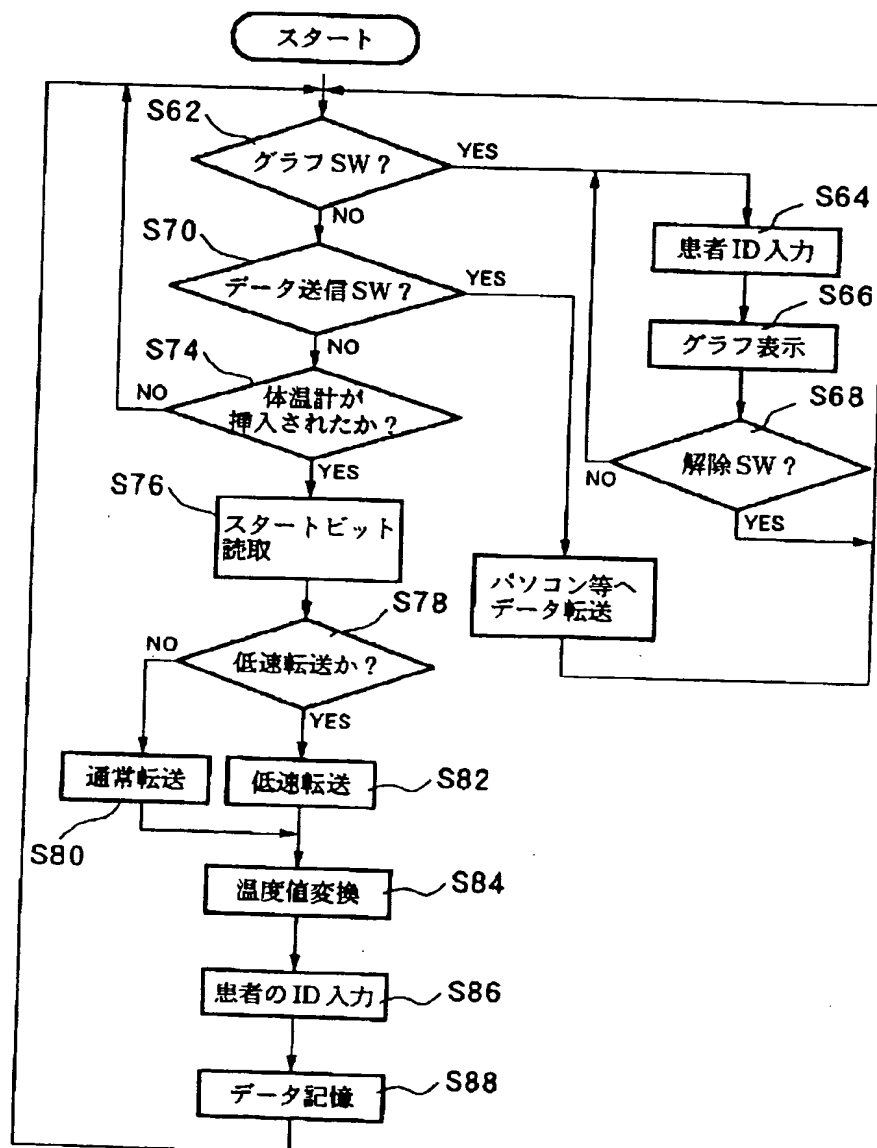 スタート
S62
グラフSW？
YES
NO
S64
患者ID入力
S70
データ送信SW？
YES
NO
S66
グラフ表示
S74
体温計が
挿入されたか？
NO
YES
S68
解除SW？
NO
YES
S76
スタートビット
読取
パソコン等へ
データ転送
S78
低速転送か？
NO
YES
通常転送
S80
低速転送
S82
温度値変換
S84
患者のID入力
S86
データ記憶
S88